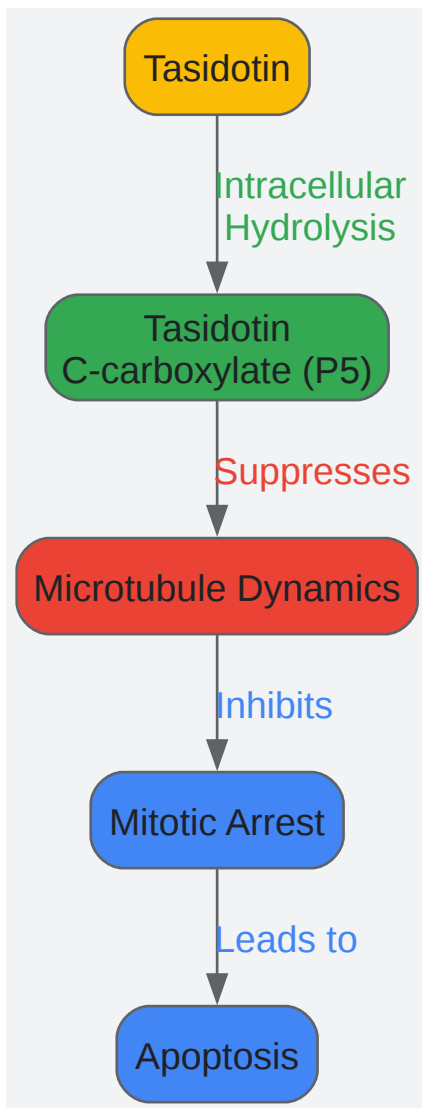 Tasidotin
Intracellular
Hydrolysis
Tasidotin
C-carboxylate (P5)
Suppresses
Microtubule Dynamics
Inhibits
Mitotic Arrest
Leads to
Apoptosis